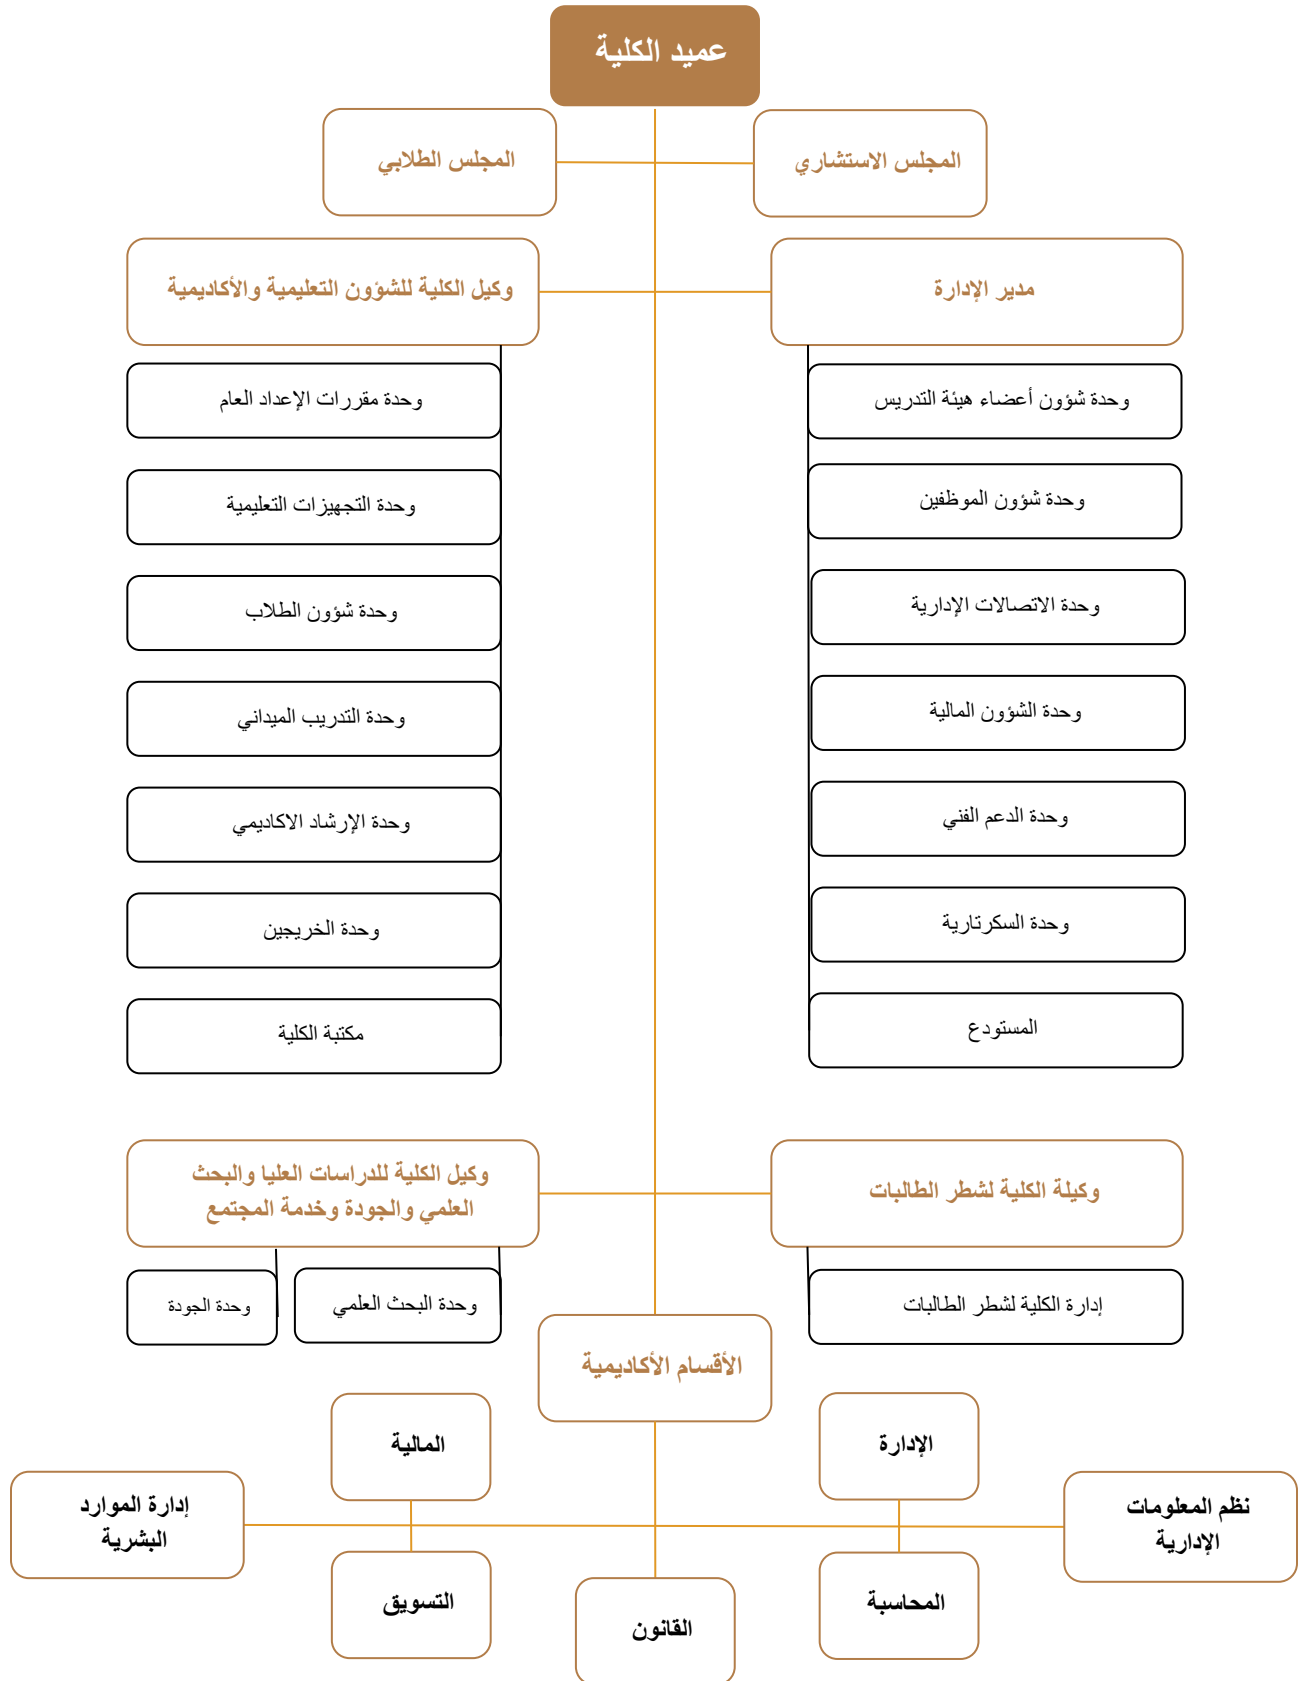 عميد الكلية
المجلس الاستشاري
المجلس الطلابي
مدير الإدارة
وكيل الكلية للشؤون التعليمية والأكاديمية
وحدة شؤون أعضاء هيئة التدريس
وحدة شؤون الموظفين
وحدة الاتصالات الإدارية
وحدة الشؤون المالية
وحدة الدعم الفني
وحدة السكرتارية
المستودع
وحدة مقررات الإعداد العام
وحدة التجهيزات التعليمية
وحدة شؤون الطلاب
وحدة التدريب الميداني
وحدة الإرشاد الاكاديمي
وحدة الخريجين
مكتبة الكلية
وكيلة الكلية لشطر الطالبات
إدارة الكلية لشطر الطالبات
وكيل الكلية للدراسات العليا والبحث
العلمي والجودة وخدمة المجتمع
وحدة البحث العلمي
وحدة الجودة
الأقسام الأكاديمية
الإدارة
المالية
نظم المعلومات
الإدارية
إدارة الموارد
البشرية
المحاسبة
القانون
التسويق